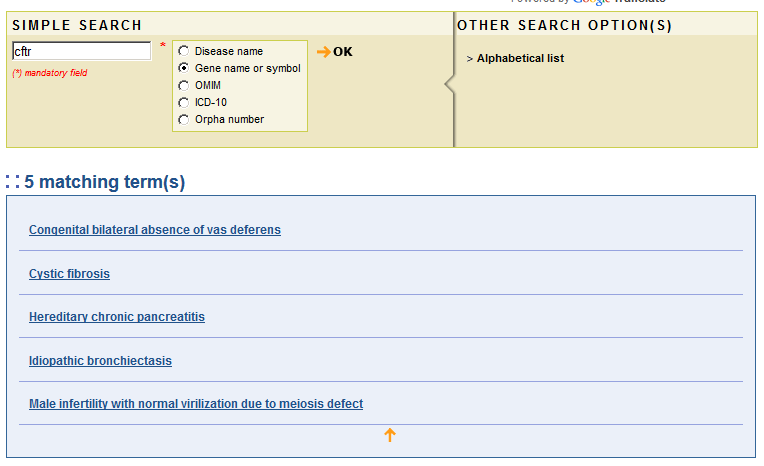 Powered by Google Translate
SIMPLE SEARCH
OTHER SEARCH OPTION(S)
cftr
*
Disease name
Gene name or symbol
OMIM
ICD-10
Orpha number
OK
(*) mandatory field
> Alphabetical list
5 matching term(s)
Congenital bilateral absence of vas deferens
Cystic fibrosis
Hereditary chronic pancreatitis
Idiopathic bronchiectasis
Male infertility with normal virilization due to meiosis defect